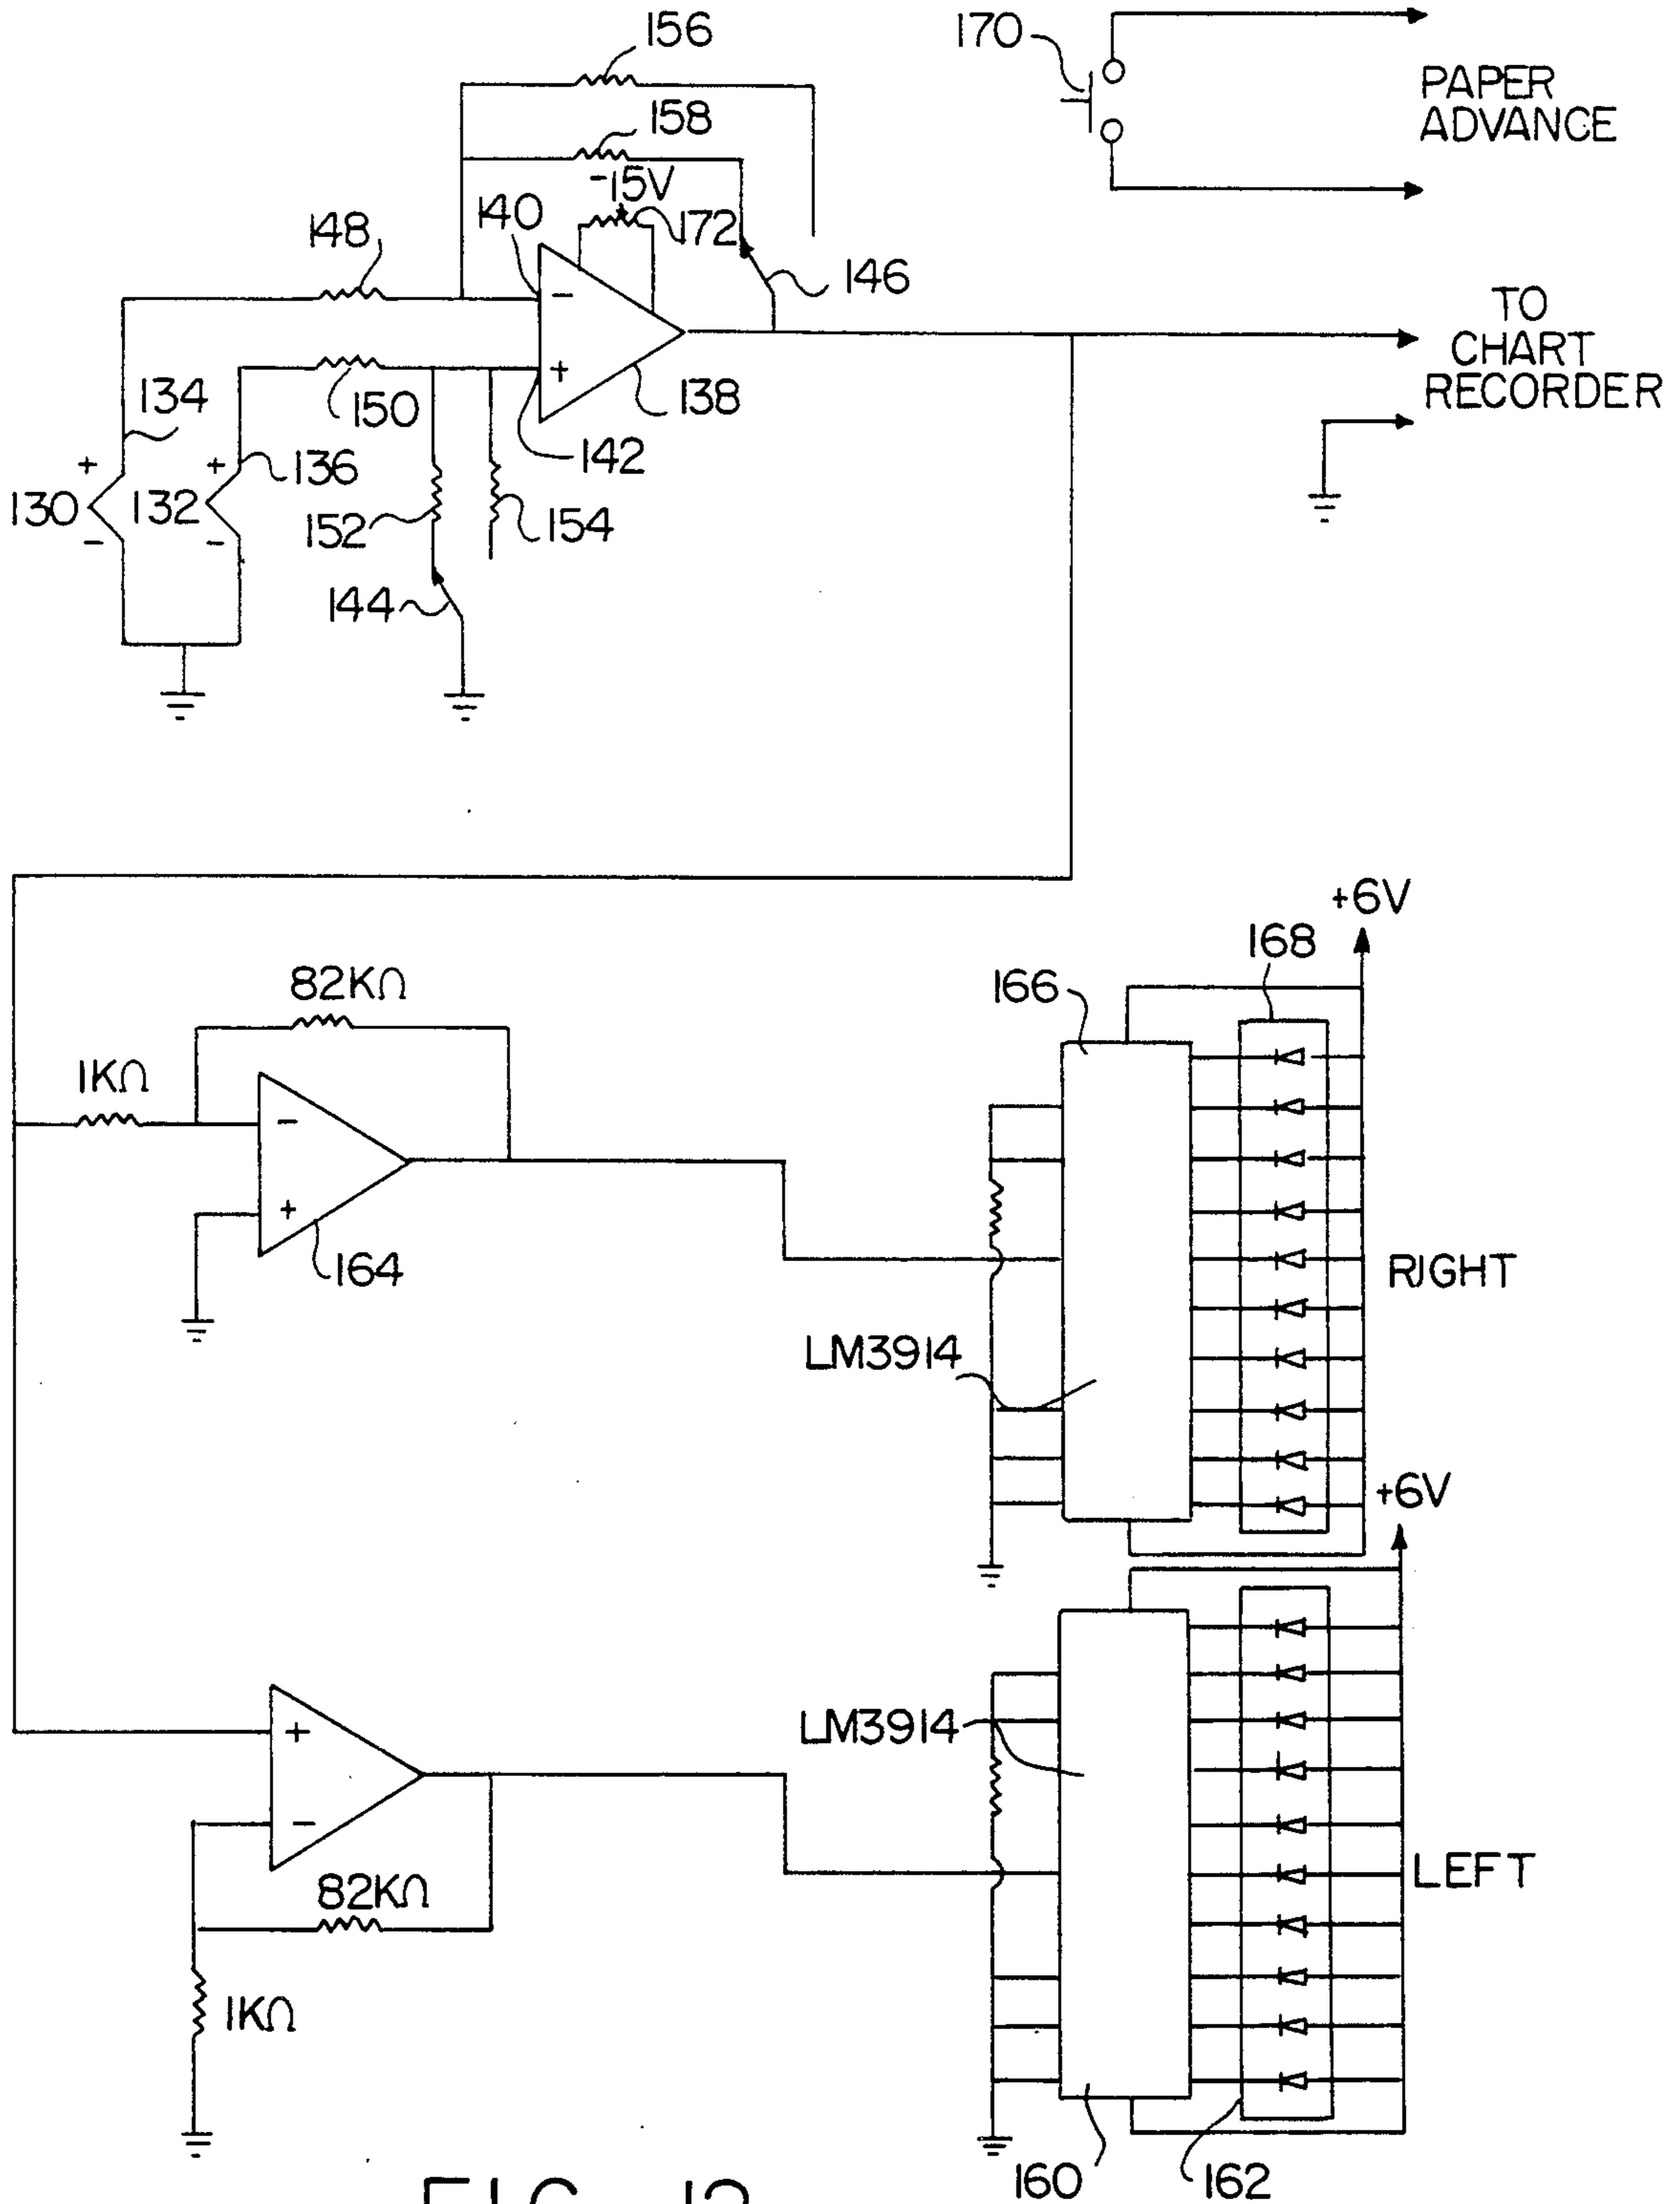 156
170
PAPER
ADVANCE
158
-15V
140
172
148
146
TO
CHART
RECORDER
-
+
134
150
138
142
+
+
136
130
132
152
154
-
-
144
+6V
168
82KΩ
166
1KΩ
-
+
164
RIGHT
LM3914
+6V
LM3914
+
-
LEFT
82KΩ
1KΩ
160
162